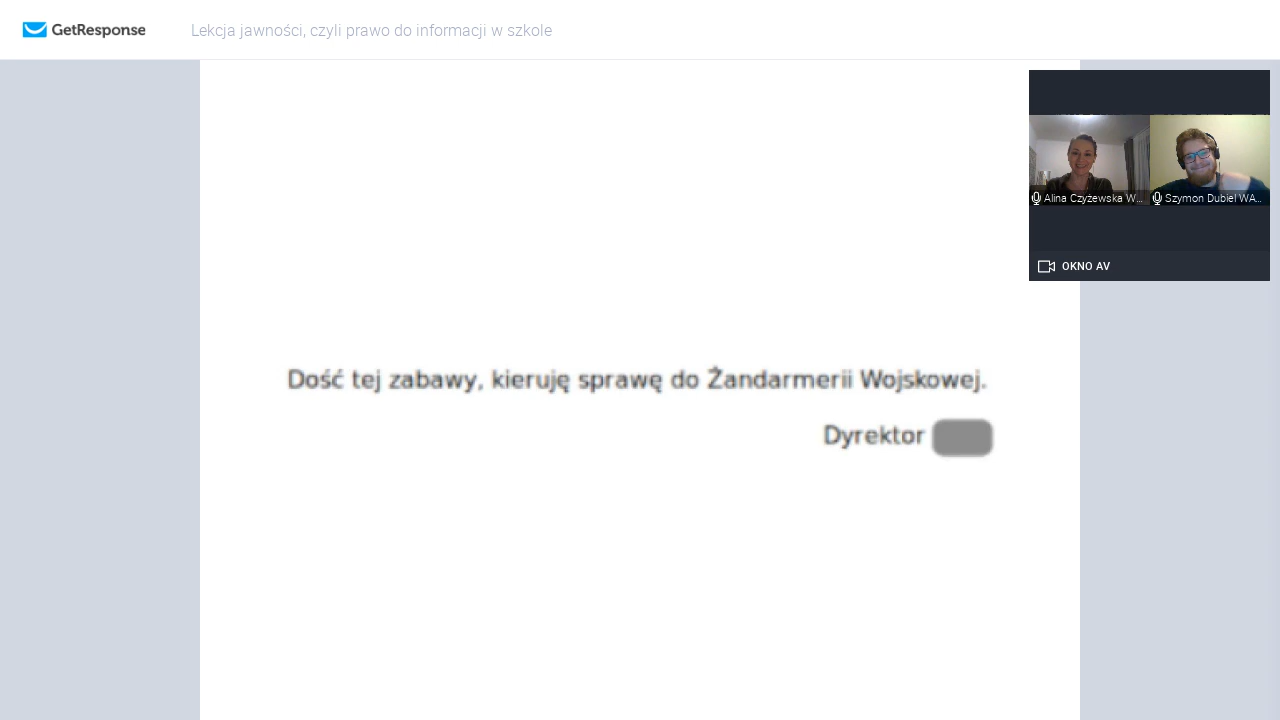 GetResponse
Lekcja jawności, czyli prawo do informacji w szkole
Alina Czyżewska W...
Szymon Dubiel WA...
OKNO AV
Dość tej zabawy, kieruję sprawę do Żandarmerii Wojskowej.
Dyrektor